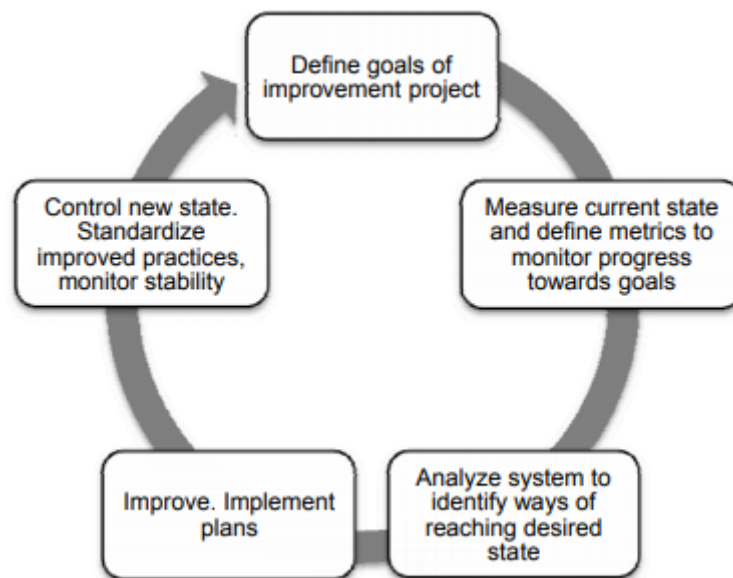 Define goals of
improvement project
Measure current state
and define metrics to
monitor progress
towards goals
Analyze system to
identify ways of
reaching desired
state
Improve. Implement
plans
Control new state.
Standardize
improved practices,
monitor stability